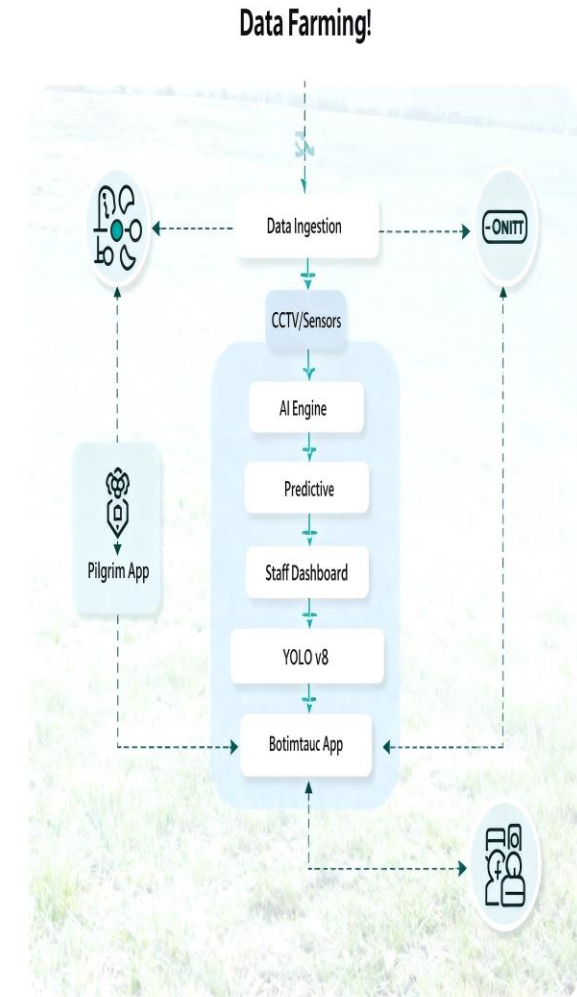 Data Farming!
Data Ingestion
-ONITT
CCTV/Sensors
AI Engine
Predictive
Staff Dashboard
Pilgrim App
YOLO v8
Botimtauc App